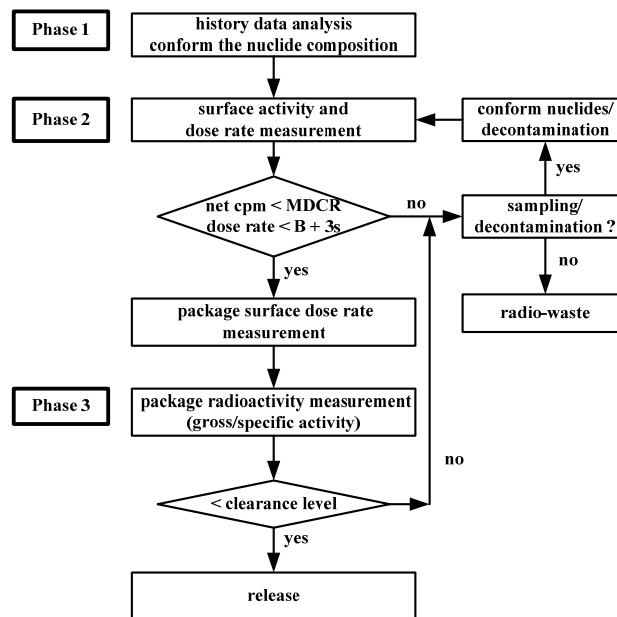 Phase 1
history data analysis
conform the nuclide composition
Phase 2
surface activity and
dose rate measurement
conform nuclides/
decontamination
yes
net cpm < MDCR
dose rate < B + 3s
no
sampling/
decontamination ?
yes
no
package surface dose rate
measurement
radio-waste
Phase 3
package radioactivity measurement
(gross/specific activity)
no
< clearance level
yes
release